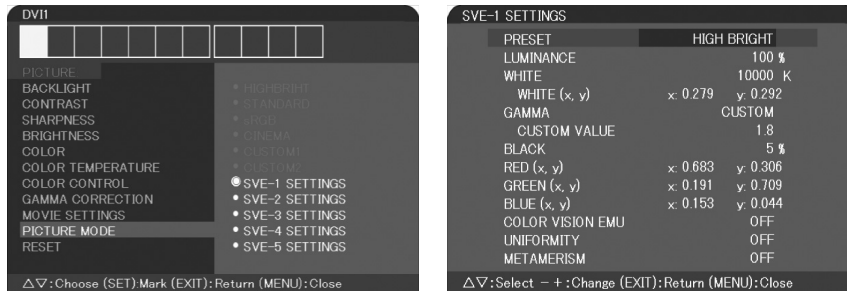 DVI1
PICTURE
BACKLIGHT
CONTRAST
SHARPNESS
BRIGHTNESS
COLOR
COLOR TEMPERATURE
COLOR CONTROL
GAMMA CORRECTION
MOVIE SETTINGS
PICTURE MODE
RESET
• HIGHBRIHT
• STANDARD
• sRGB
• CINEMA
• CUSTOM1
• CUSTOM2
SVE-1 SETTINGS
• SVE-2 SETTINGS
• SVE-3 SETTINGS
• SVE-4 SETTINGS
• SVE-5 SETTINGS
△▽:Choose (SET):Mark (EXIT):Return (MENU):Close
SVE-1 SETTINGS
PRESET HIGH BRIGHT
LUMINANCE 100 %
WHITE 10000 K
WHITE (x, y) x: 0.279 y: 0.292
GAMMA CUSTOM
CUSTOM VALUE 1.8
BLACK 5 %
RED (x, y) x: 0.683 y: 0.306
GREEN (x, y) x: 0.191 y: 0.709
BLUE (x, y) x: 0.153 y: 0.044
COLOR VISION EMU OFF
UNIFORMITY OFF
METAMERISM OFF
△▽:Select −+:Change (EXIT):Return (MENU):Close